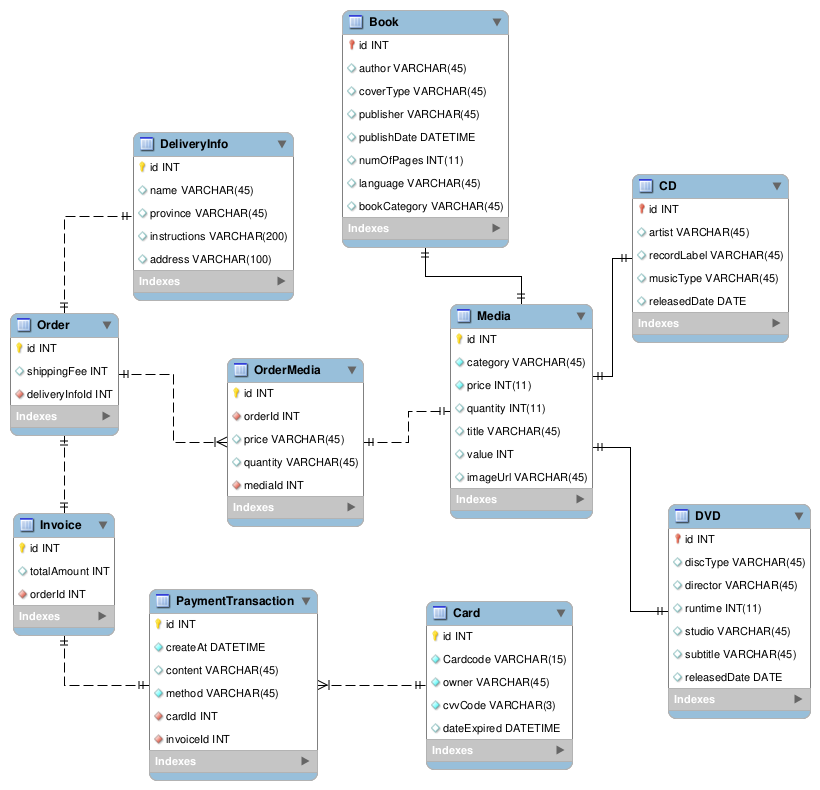 Book
id INT
author VARCHAR(45)
coverType VARCHAR(45)
publisher VARCHAR(45)
publishDate DATETIME
numOfPages INT(11)
language VARCHAR(45)
bookCategory VARCHAR(45)
Indexes
DeliveryInfo
id INT
name VARCHAR(45)
province VARCHAR(45)
instructions VARCHAR(200)
address VARCHAR(100)
Indexes
CD
id INT
artist VARCHAR(45)
recordLabel VARCHAR(45)
musicType VARCHAR(45)
releasedDate DATE
Indexes
Order
id INT
shippingFee INT
deliveryInfoId INT
Indexes
OrderMedia
id INT
orderId INT
price VARCHAR(45)
quantity VARCHAR(45)
mediaId INT
Indexes
Media
id INT
category VARCHAR(45)
price INT(11)
quantity INT(11)
title VARCHAR(45)
value INT
imageUrl VARCHAR(45)
Indexes
Invoice
id INT
totalAmount INT
orderId INT
Indexes
PaymentTransaction
id INT
createAt DATETIME
content VARCHAR(45)
method VARCHAR(45)
cardId INT
invoiceId INT
Indexes
Card
id INT
Cardcode VARCHAR(15)
owner VARCHAR(45)
cvvCode VARCHAR(3)
dateExpired DATETIME
Indexes
DVD
id INT
discType VARCHAR(45)
director VARCHAR(45)
runtime INT(11)
studio VARCHAR(45)
subtitle VARCHAR(45)
releasedDate DATE
Indexes